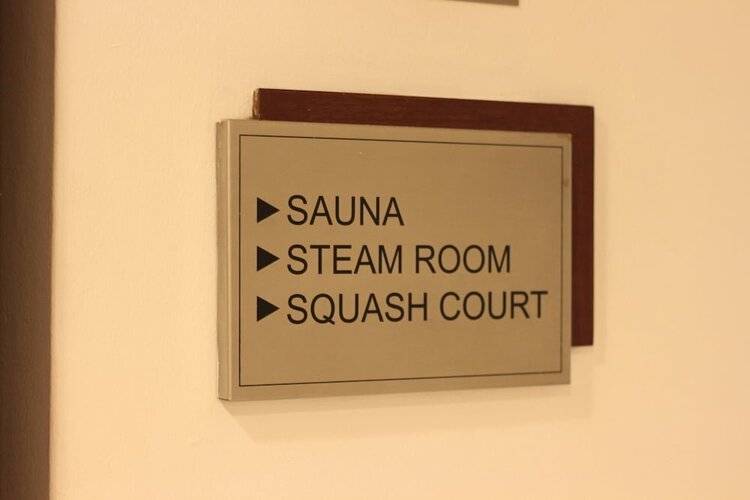 ▶ SAUNA
▶ STEAM ROOM
▶ SQUASH COURT